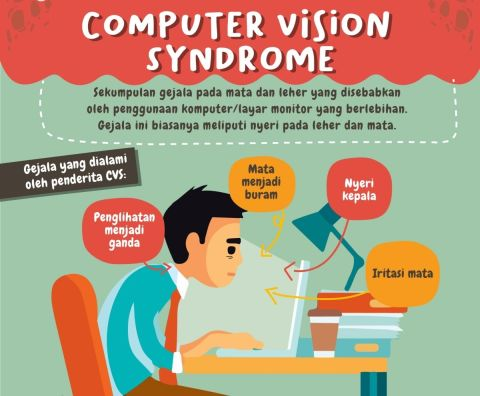 COMPUTER VISION
SYNDROME
Sekumpulan gejala pada mata dan leher yang disebabkan
oleh penggunaan komputer/layar monitor yang berlebihan.
Gejala ini biasanya meliputi nyeri pada leher dan mata.
Gejala yang dialami
oleh penderita CVS:
Mata
menjadi
buram
Nyeri
kepala
Penglihatan
menjadi
ganda
Iritasi mata